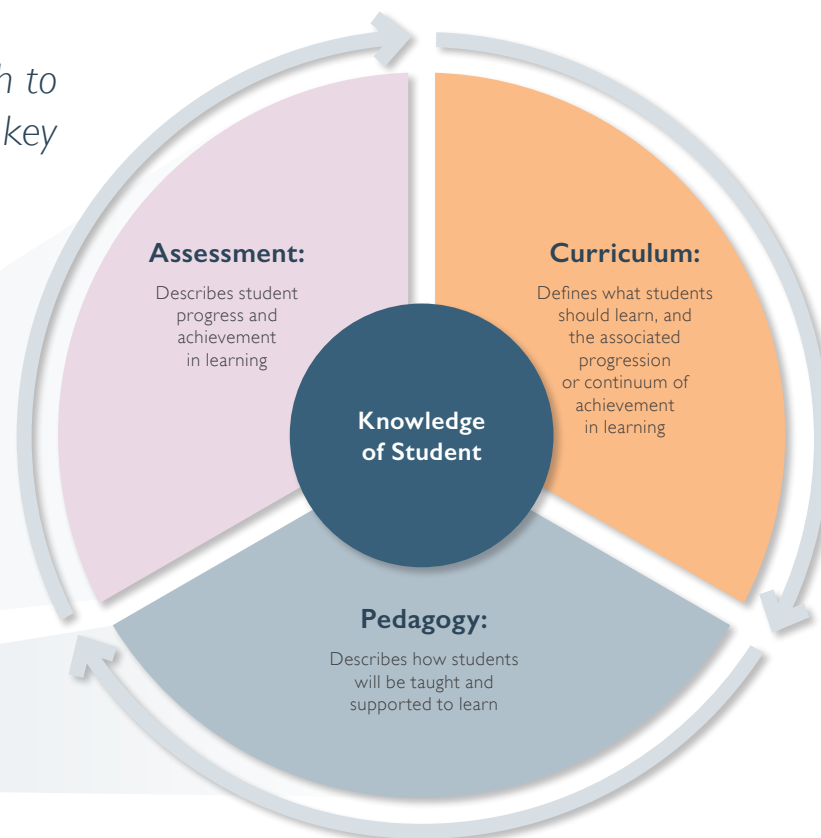 h to
key
Assessment:
Describes student
progress and
achievement
in learning
Curriculum:
Defines what students
should learn, and
the associated
progression
or continuum of
achievement
in learning
Knowledge
of Student
Pedagogy:
Describes how students
will be taught and
supported to learn